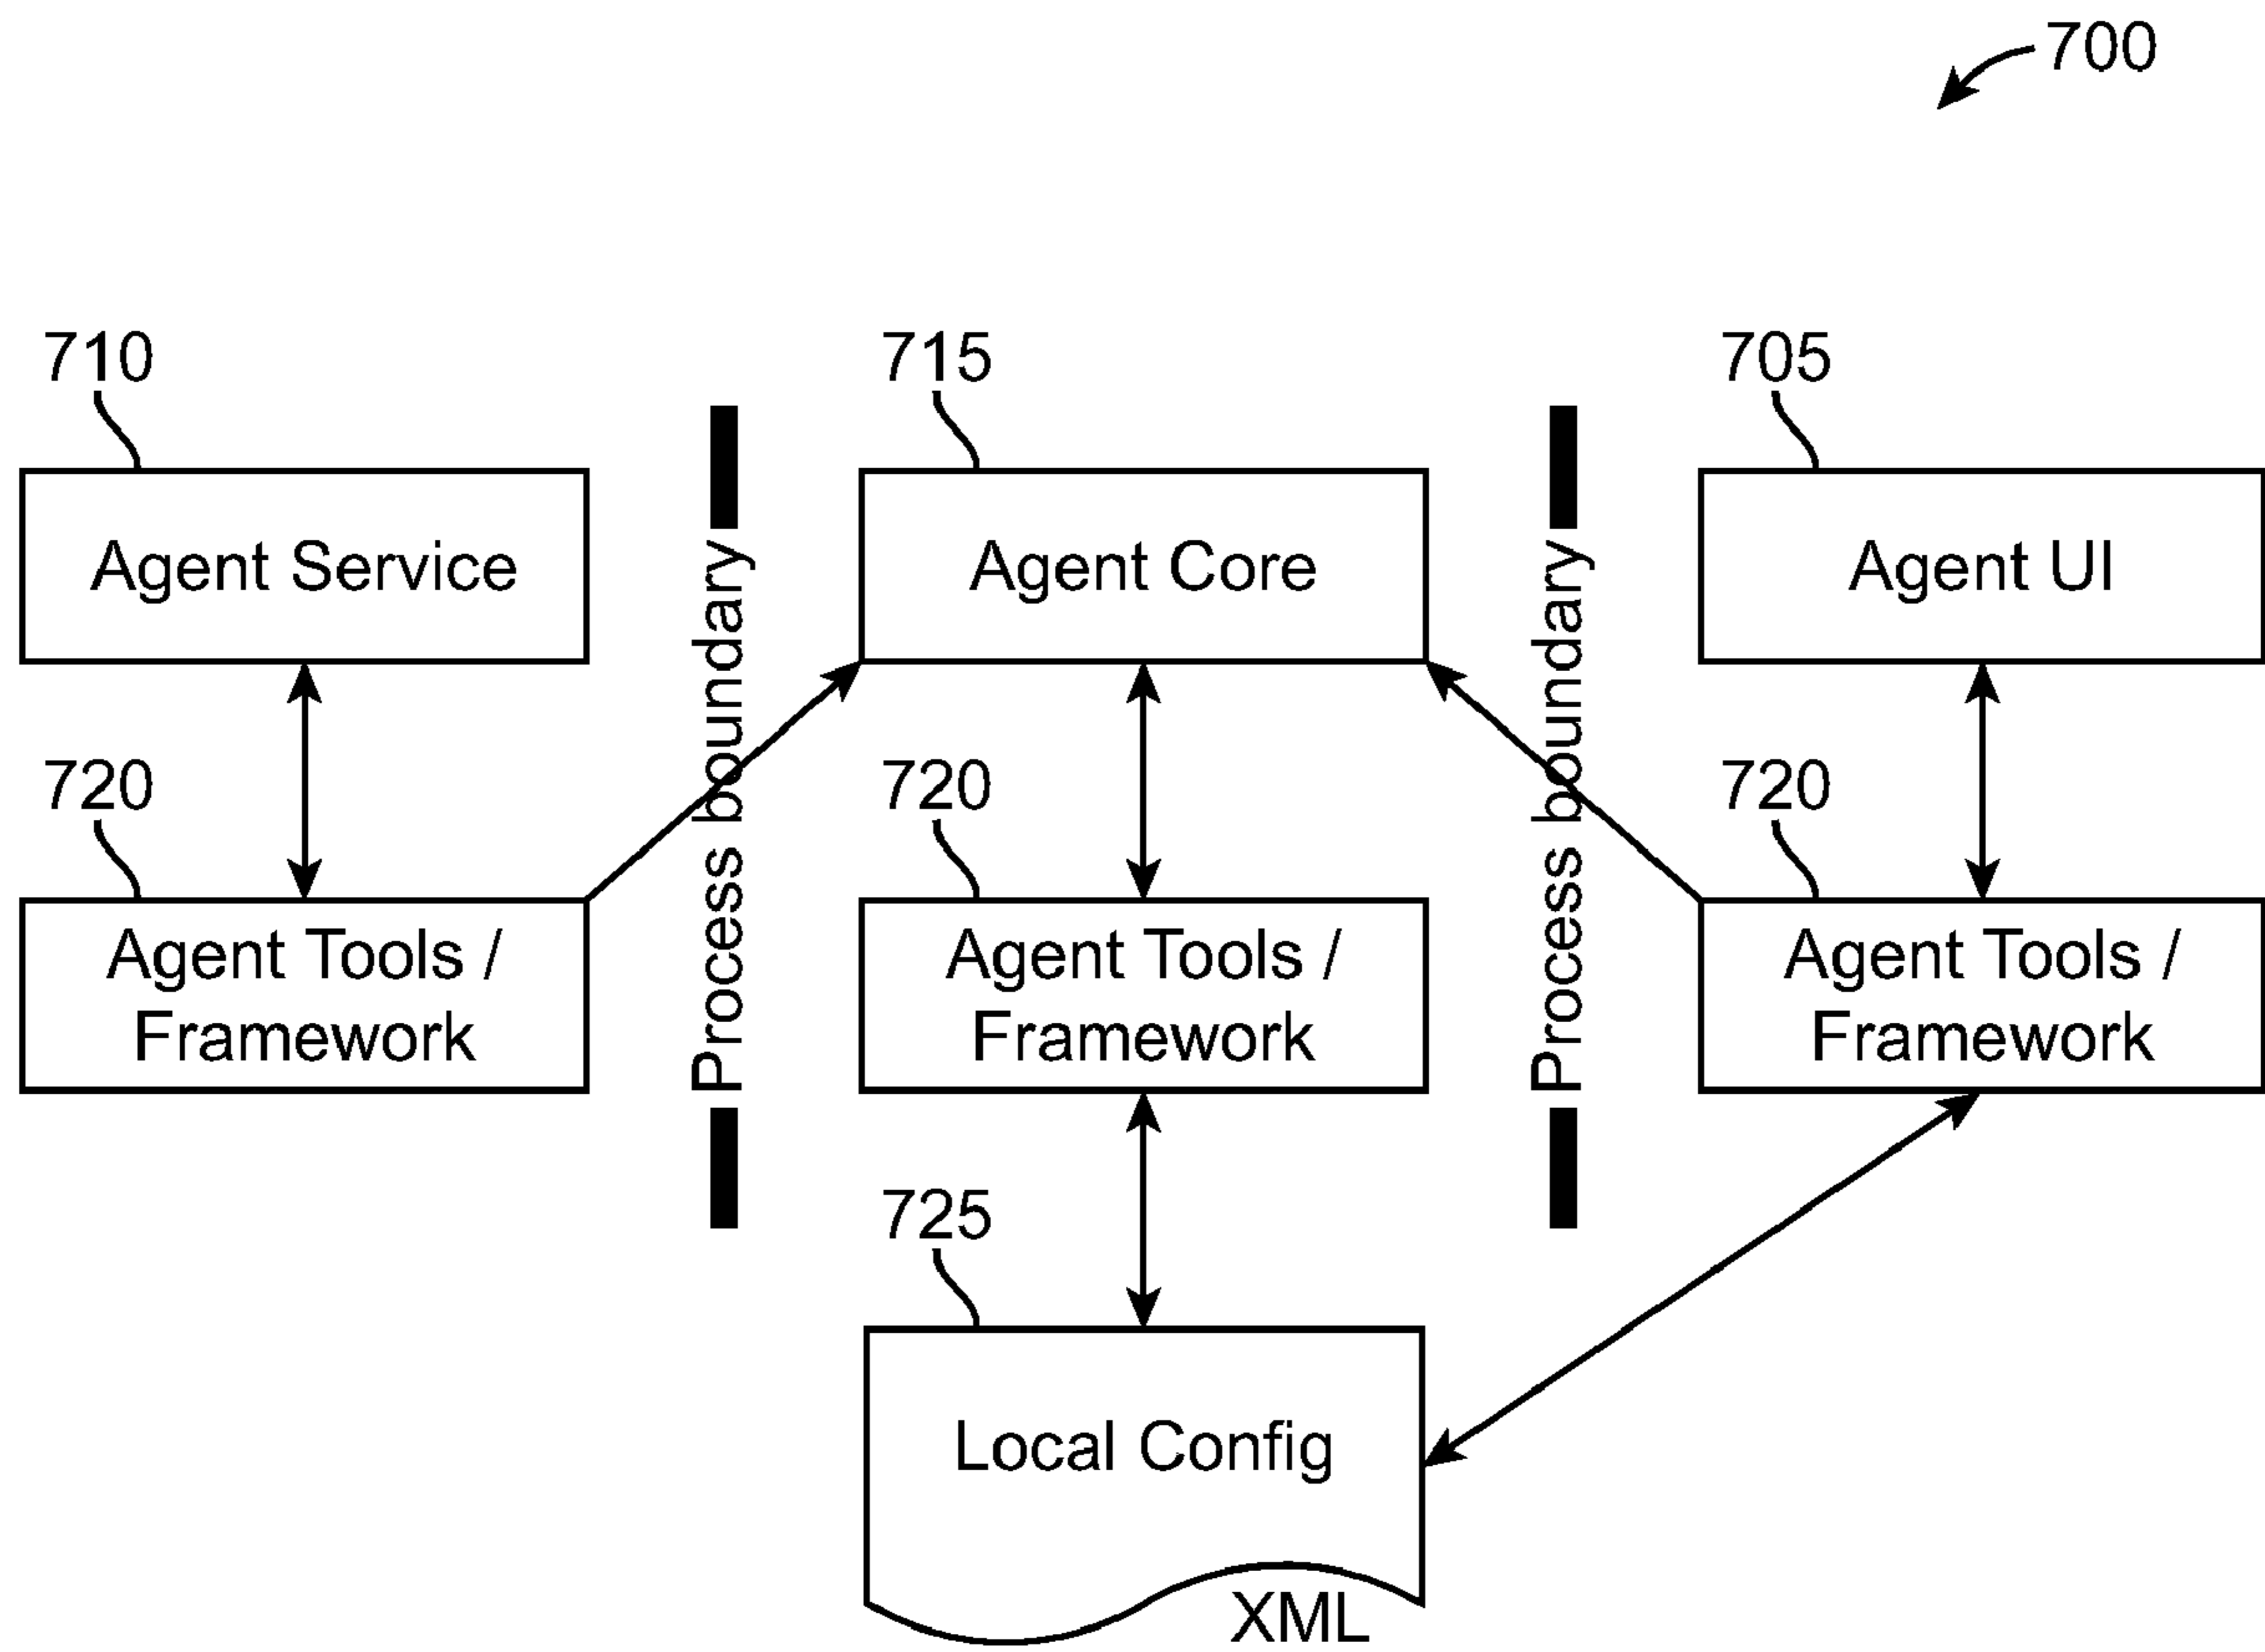 700
710
715
705
Agent Service
Process boundary
Agent Core
Process boundary
Agent UI
720
720
720
Agent Tools /
Framework
Agent Tools /
Framework
Agent Tools /
Framework
725
Local Config
XML